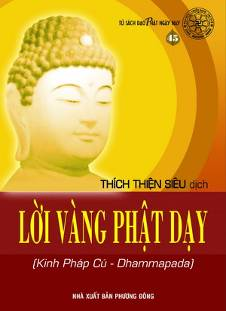 TỦ SÁCH ĐẠO PHẬT NGÀY NAY
45
THÍCH THIỆN SIÊU dịch
LỜI VÀNG PHẬT DẠY
(Kinh Pháp Cú - Dhammapada)
NHÀ XUẤT BẢN PHƯƠNG ĐÔNG